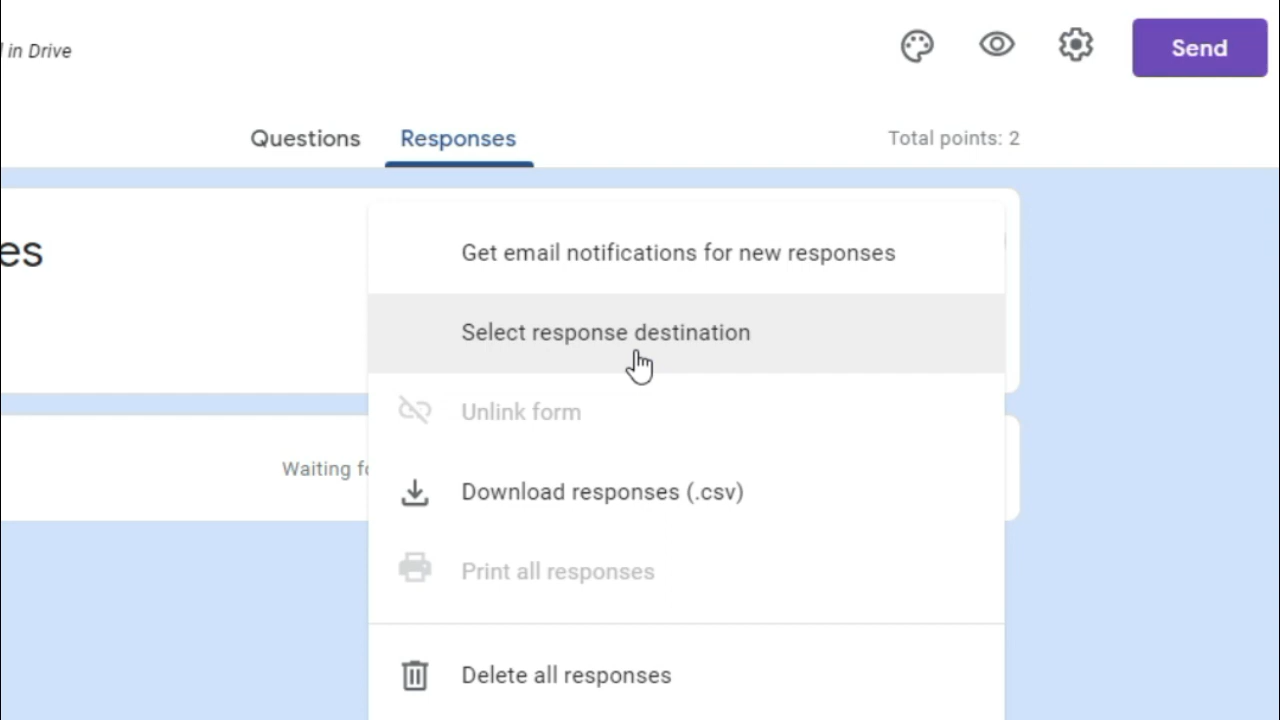 in Drive
Send
Questions
Responses
Total points: 2
es
Get email notifications for new responses
Select response destination
Unlink form
Waiting fo
Download responses (.csv)
Print all responses
Delete all responses